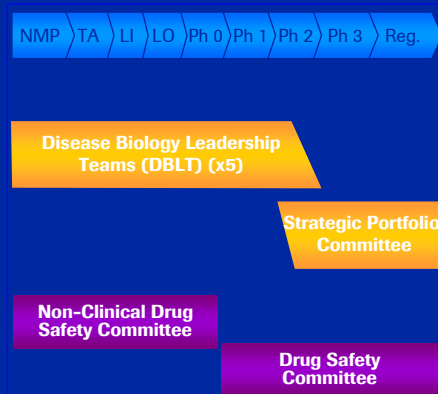 NMP TA LI LO Ph 0 Ph 1 Ph 2 Ph 3 Reg.
Disease Biology Leadership
Teams (DBLT) (x5)
Strategic Portfolio
Committee
Non-Clinical Drug
Safety Committee
Drug Safety
Committee